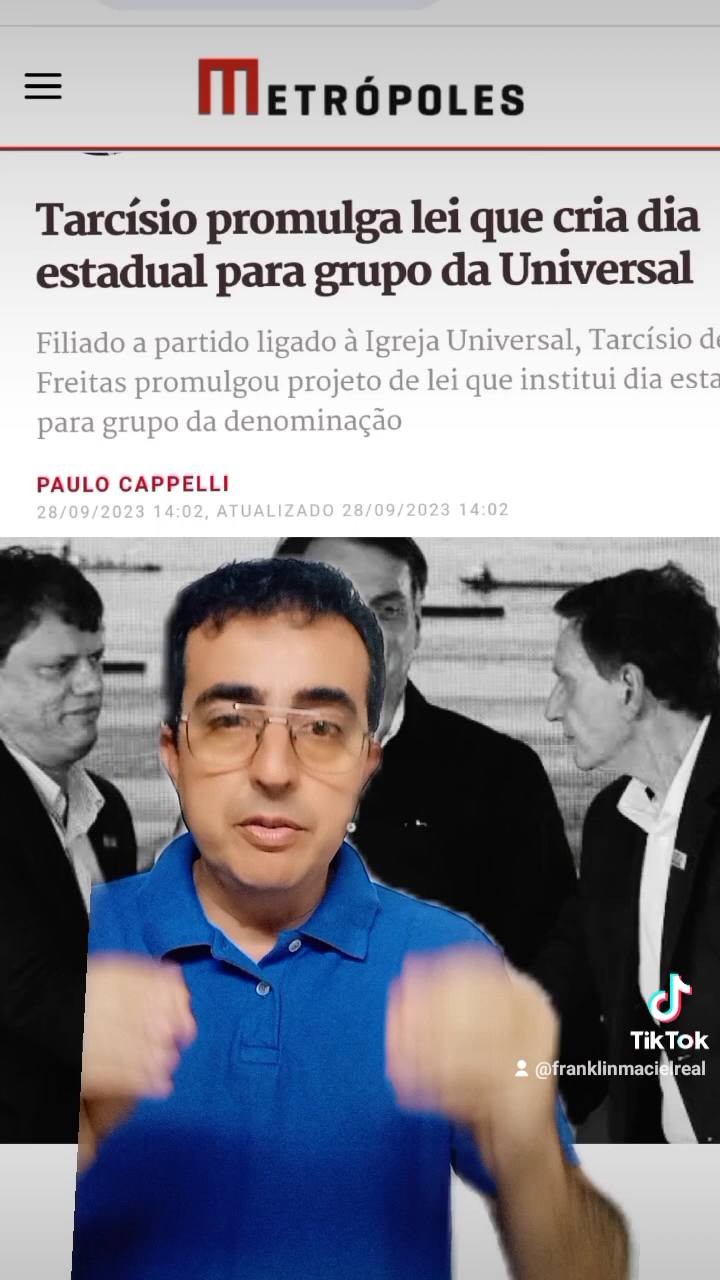 METRÓPOLES
Tarcísio promulga lei que cria dia
estadual para grupo da Universal
Filiado a partido ligado à Igreja Universal, Tarcísio de
Freitas promulgou projeto de lei que institui dia esta
para grupo da denominação
PAULO CAPPELLI
28/09/2023 14:02, ATUALIZADO 28/09/2023 14:02
TikTok
@franklinmacielreal